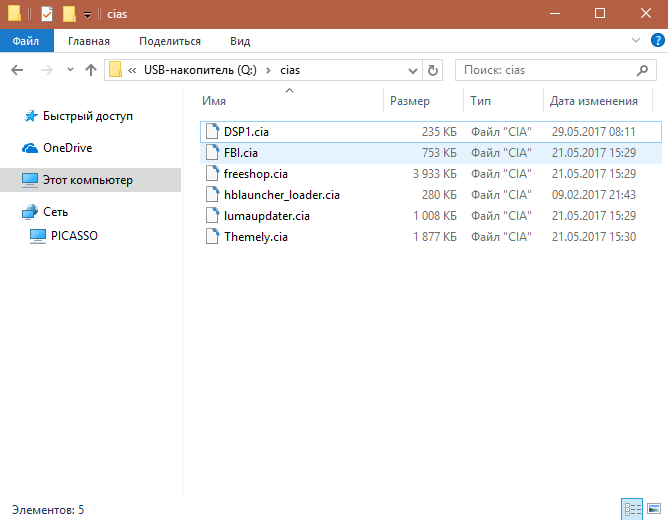 cias
Файл Главная Поделиться Вид
« USB-накопитель (Q:) › cias Поиск: cias
Имя Размер Тип Дата изменения
Быстрый доступ
OneDrive
Этот компьютер
Сеть
PICASSO
DSP1.cia 235 КБ Файл "CIA" 29.05.2017 08:11
FBI.cia 753 КБ Файл "CIA" 21.05.2017 15:29
freeshop.cia 3 933 КБ Файл "CIA" 21.05.2017 15:29
hblauncher_loader.cia 280 КБ Файл "CIA" 09.02.2017 21:43
lumaupdater.cia 1 008 КБ Файл "CIA" 21.05.2017 15:29
Themely.cia 1 877 КБ Файл "CIA" 21.05.2017 15:30
Элементов: 5